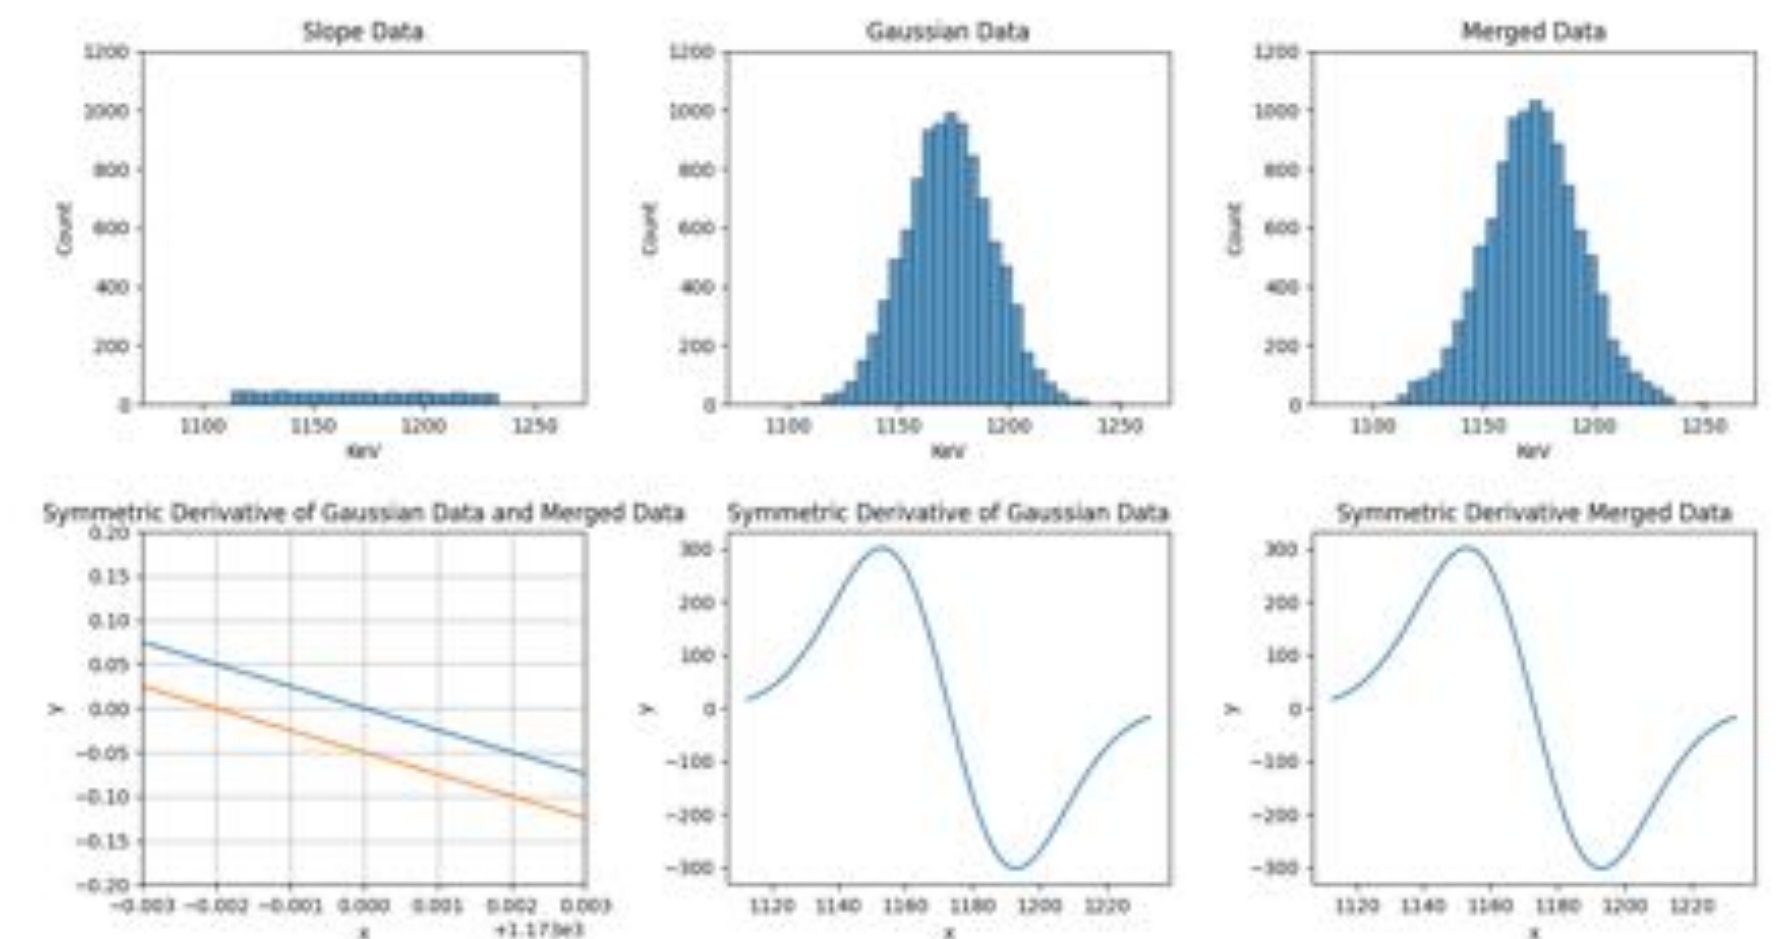 Slope Data
1200
1000
800
600
400
200
0
Count
1100 1150 1200 1250
KeV
Gaussian Data
1200
1000
800
600
400
200
0
Count
1100 1150 1200 1250
KeV
Merged Data
1200
1000
800
600
400
200
0
Count
1100 1150 1200 1250
KeV
Symmetric Derivative of Gaussian Data and Merged Data
0.20
0.15
0.10
0.05
0.00
−0.05
−0.10
−0.15
−0.20
y
−0.003 −0.002 −0.001 0.000 0.001 0.002 0.003
+1.173e3
x
Symmetric Derivative of Gaussian Data
300
200
100
0
−100
−200
−300
y
1120 1140 1160 1180 1200 1220
x
Symmetric Derivative Merged Data
300
200
100
0
−100
−200
−300
y
1120 1140 1160 1180 1200 1220
x